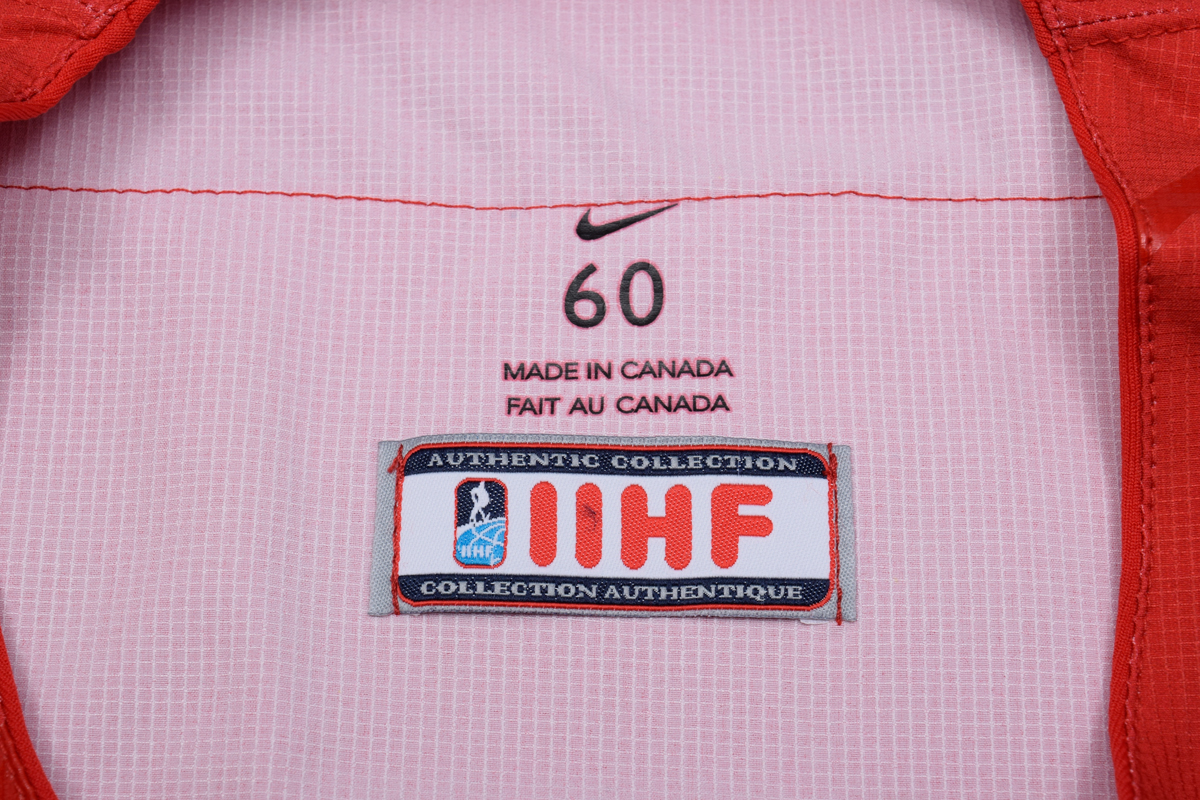 60
MADE IN CANADA
FAIT AU CANADA
AUTHENTIC COLLECTION
IIHF
IIHF
COLLECTION AUTHENTIQUE